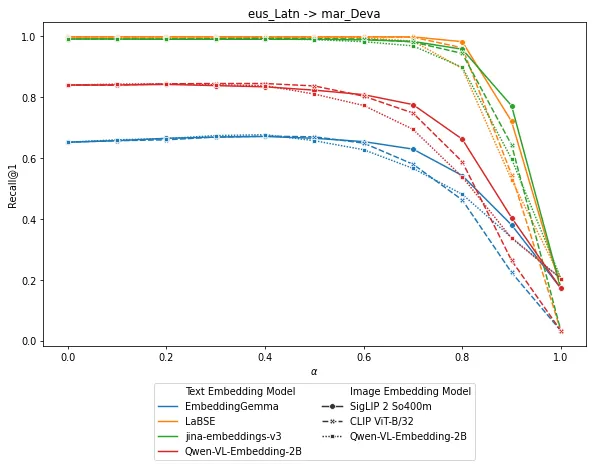 eus_Latn -> mar_Deva
Recall@1
1.0
0.8
0.6
0.4
0.2
0.0
0.0 0.2 0.4 0.6 0.8 1.0
α
Text Embedding Model
EmbeddingGemma
LaBSE
jina-embeddings-v3
Qwen-VL-Embedding-2B
Image Embedding Model
SigLIP 2 So400m
CLIP ViT-B/32
Qwen-VL-Embedding-2B